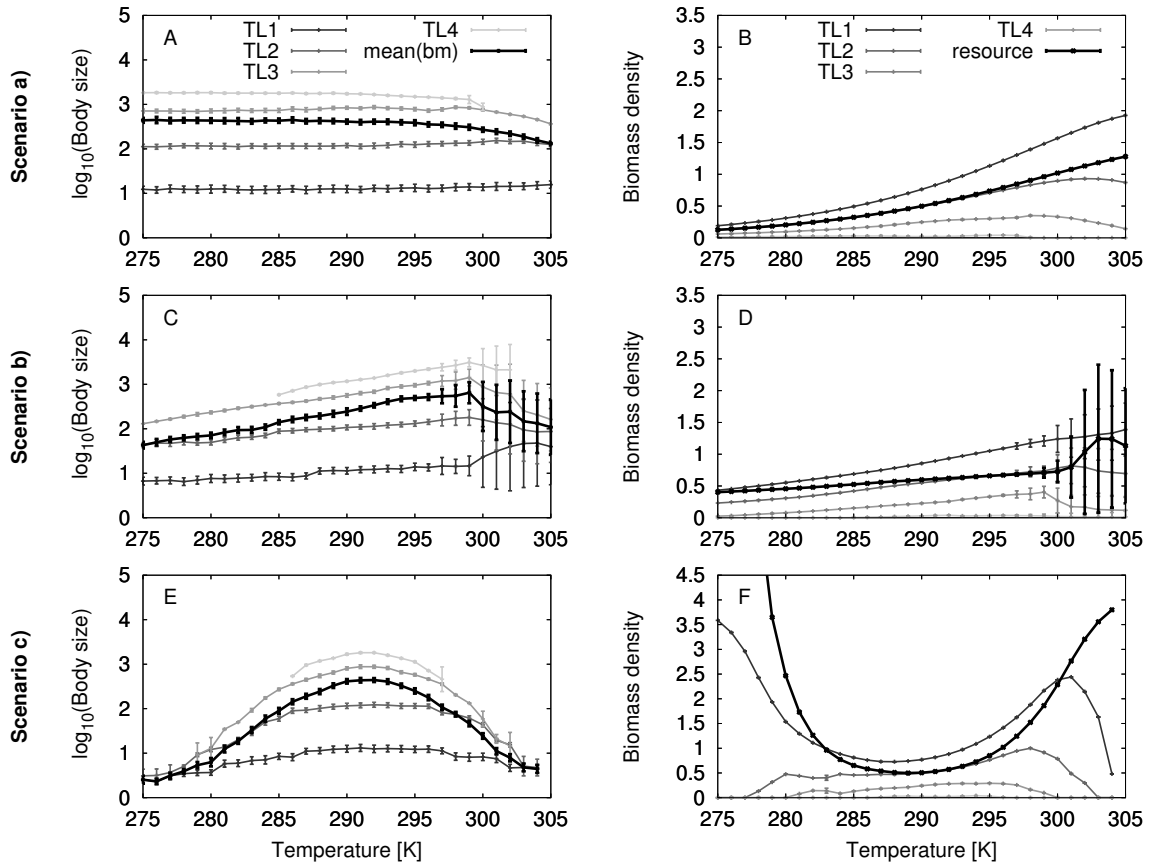 Scenario a)
A
TL1
TL2
TL3
TL4
mean(bm)
log10(Body size)
5
4
3
2
1
0
275 280 285 290 295 300 305
B
TL1
TL2
TL3
TL4
resource
Biomass density
3.5
3
2.5
2
1.5
1
0.5
0
275 280 285 290 295 300 305
Scenario b)
C
log10(Body size)
5
4
3
2
1
0
275 280 285 290 295 300 305
D
Biomass density
3.5
3
2.5
2
1.5
1
0.5
0
275 280 285 290 295 300 305
Scenario c)
E
log10(Body size)
5
4
3
2
1
0
275 280 285 290 295 300 305
Temperature [K]
F
Biomass density
4.5
4
3.5
3
2.5
2
1.5
1
0.5
0
275 280 285 290 295 300 305
Temperature [K]